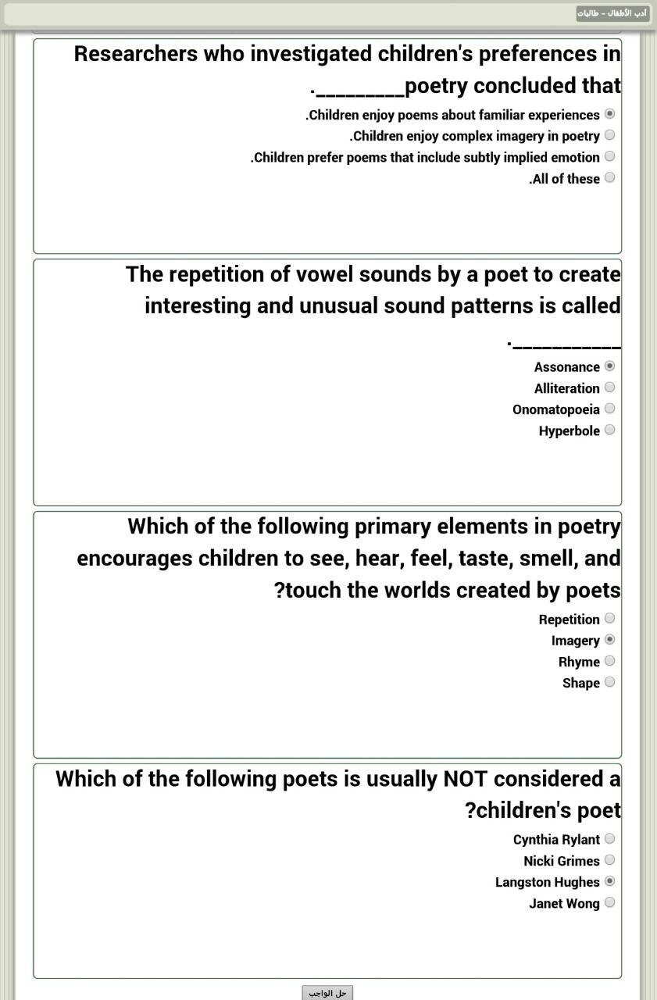 أدب الأطفال - طالبات
Researchers who investigated children's preferences in
poetry concluded that_________.
Children enjoy poems about familiar experiences.
Children enjoy complex imagery in poetry.
Children prefer poems that include subtly implied emotion.
All of these.
The repetition of vowel sounds by a poet to create
interesting and unusual sound patterns is called
___________.
Assonance
Alliteration
Onomatopoeia
Hyperbole
Which of the following primary elements in poetry
encourages children to see, hear, feel, taste, smell, and
touch the worlds created by poets?
Repetition
Imagery
Rhyme
Shape
Which of the following poets is usually NOT considered a
children's poet?
Cynthia Rylant
Nicki Grimes
Langston Hughes
Janet Wong
حل الواجب